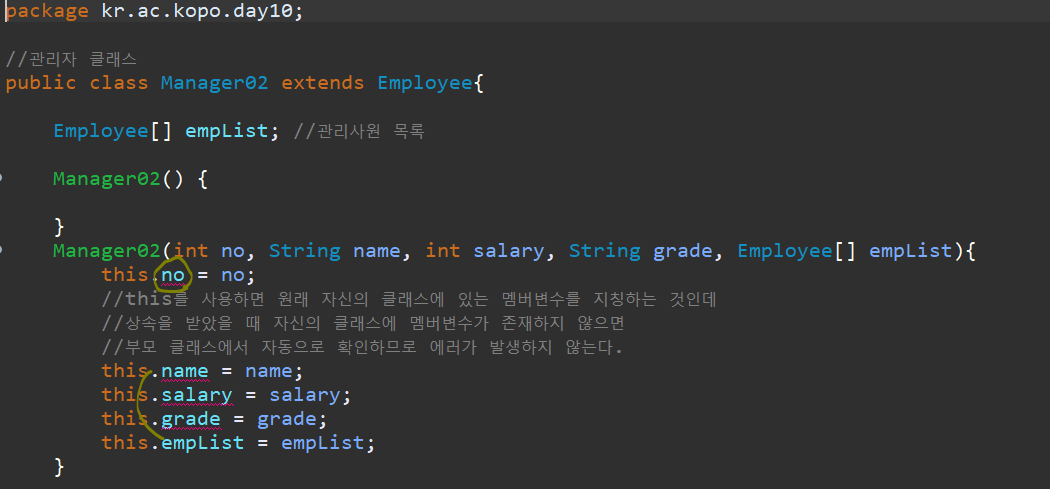 package kr.ac.kopo.day10;
//관리자 클래스
public class Manager02 extends Employee{
Employee[] empList; //관리사원 목록
Manager02() {
}
Manager02(int no, String name, int salary, String grade, Employee[] empList){
this.no = no;
//this를 사용하면 원래 자신의 클래스에 있는 멤버변수를 지칭하는 것인데
//상속을 받았을 때 자신의 클래스에 멤버변수가 존재하지 않으면
//부모 클래스에서 자동으로 확인하므로 에러가 발생하지 않는다.
this.name = name;
this.salary = salary;
this.grade = grade;
this.empList = empList;
}